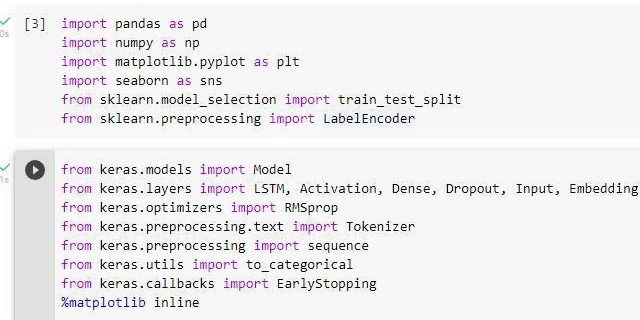 [3] import pandas as pd
0s
import numpy as np
import matplotlib.pyplot as plt
import seaborn as sns
from sklearn.model_selection import train_test_split
from sklearn.preprocessing import LabelEncoder
1s
from keras.models import Model
from keras.layers import LSTM, Activation, Dense, Dropout, Input, Embedding
from keras.optimizers import RMSprop
from keras.preprocessing.text import Tokenizer
from keras.preprocessing import sequence
from keras.utils import to_categorical
from keras.callbacks import EarlyStopping
%matplotlib inline